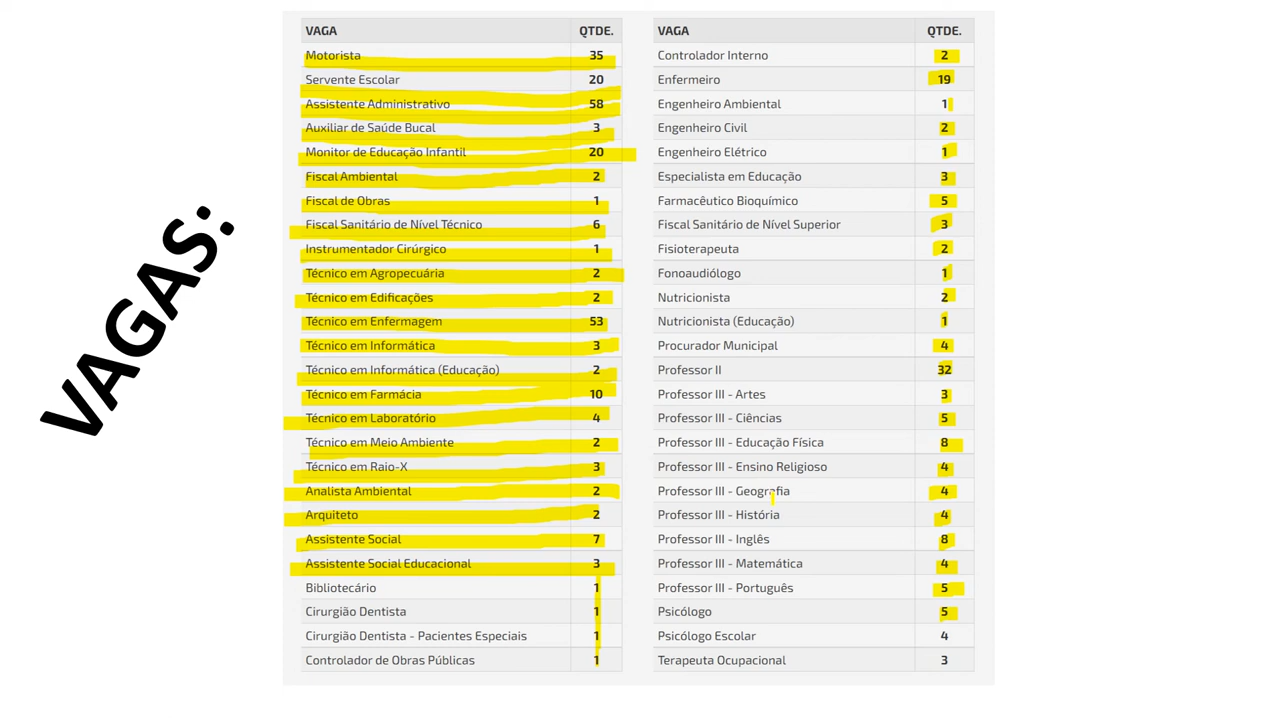 VAGAS:
VAGA QTDE.
Motorista 35
Servente Escolar 20
Assistente Administrativo 58
Auxiliar de Saúde Bucal 3
Monitor de Educação Infantil 20
Fiscal Ambiental 2
Fiscal de Obras 1
Fiscal Sanitário de Nível Técnico 6
Instrumentador Cirúrgico 1
Técnico em Agropecuária 2
Técnico em Edificações 2
Técnico em Enfermagem 53
Técnico em Informática 3
Técnico em Informática (Educação) 2
Técnico em Farmácia 10
Técnico em Laboratório 4
Técnico em Meio Ambiente 2
Técnico em Raio-X 3
Analista Ambiental 2
Arquiteto 2
Assistente Social 7
Assistente Social Educacional 3
Bibliotecário 1
Cirurgião Dentista 1
Cirurgião Dentista - Pacientes Especiais 1
Controlador de Obras Públicas 1
VAGA QTDE.
Controlador Interno 2
Enfermeiro 19
Engenheiro Ambiental 1
Engenheiro Civil 2
Engenheiro Elétrico 1
Especialista em Educação 3
Farmacêutico Bioquímico 5
Fiscal Sanitário de Nível Superior 3
Fisioterapeuta 2
Fonoaudiólogo 1
Nutricionista 2
Nutricionista (Educação) 1
Procurador Municipal 4
Professor II 32
Professor III - Artes 3
Professor III - Ciências 5
Professor III - Educação Física 8
Professor III - Ensino Religioso 4
Professor III - Geografia 4
Professor III - História 4
Professor III - Inglês 8
Professor III - Matemática 4
Professor III - Português 5
Psicólogo 5
Psicólogo Escolar 4
Terapeuta Ocupacional 3